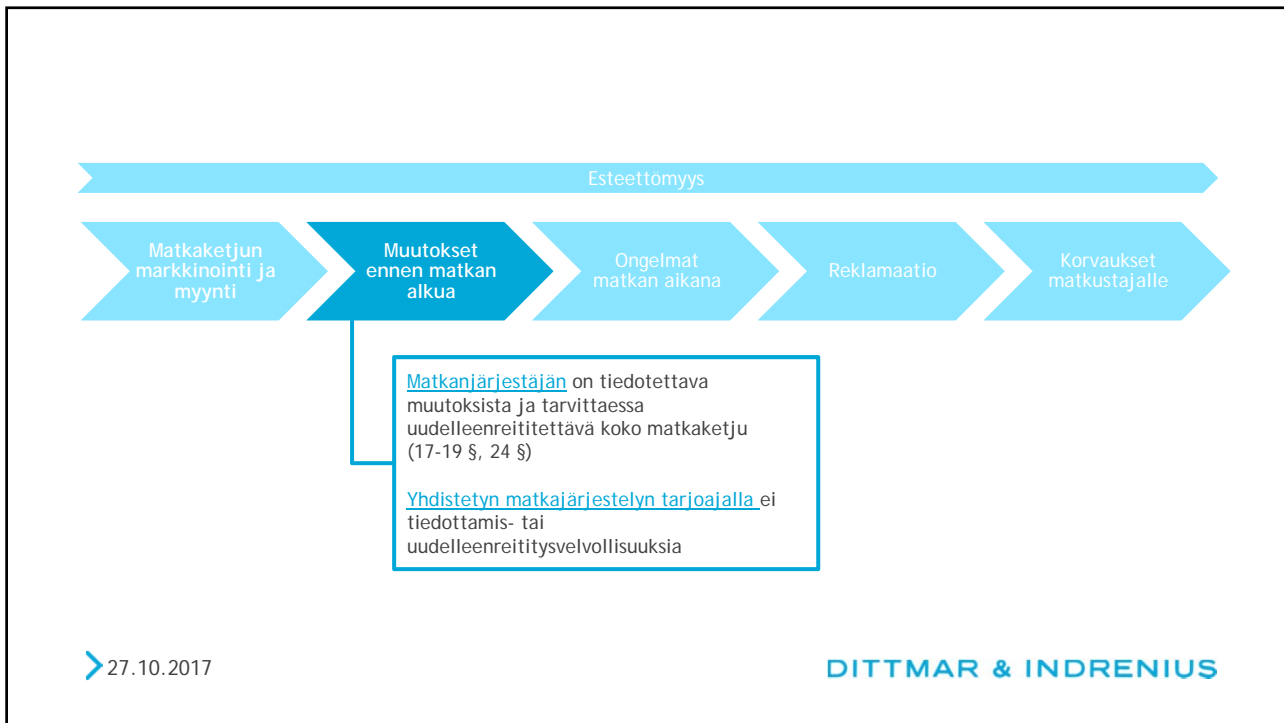 Esteettömyys
Matkaketjun
markkinointi ja
myynti
Muutokset
ennen matkan
alkua
Ongelmat
matkan aikana
Reklamaatio
Korvaukset
matkustajalle
Matkanjärjestäjän on tiedotettava
muutoksista ja tarvittaessa
uudelleenreititettävä koko matkaketju
(17-19 §, 24 §)
Yhdistetyn matkajärjestelyn tarjoajalla ei
tiedottamis- tai
uudelleenreititysvelvollisuuksia
27.10.2017
DITTMAR & INDRENIUS